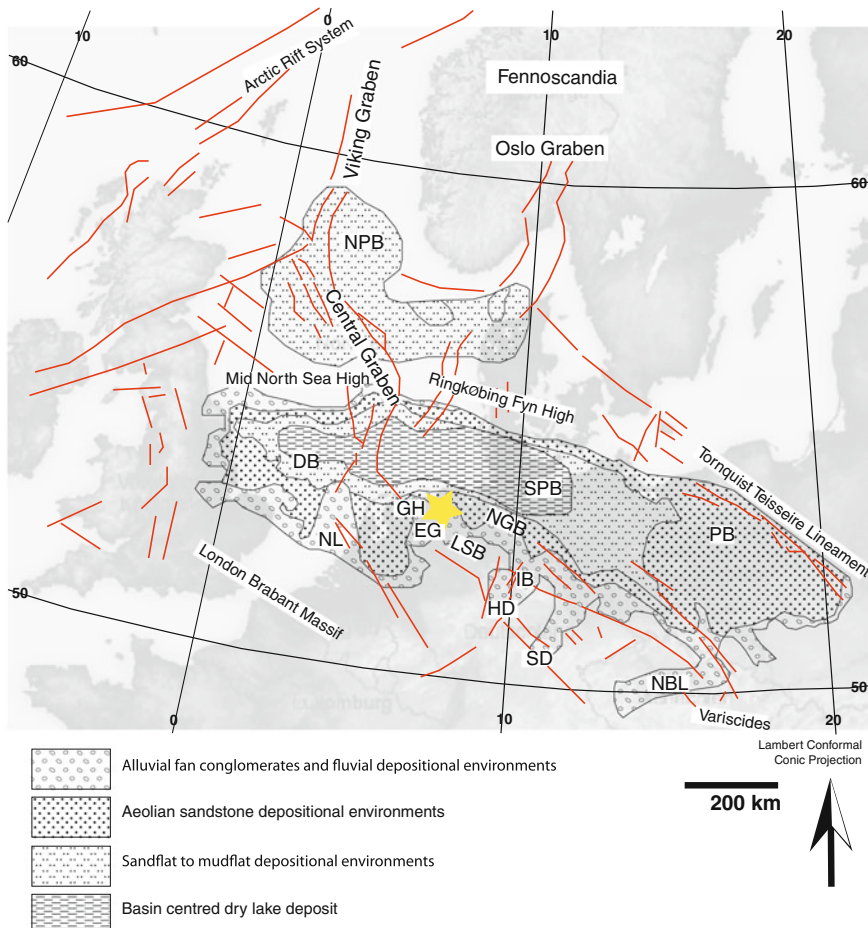 0
10
10
20
60
60
Arctic Rift System
Fennoscandia
Viking Graben
Oslo Graben
NPB
Central Graben
Mid North Sea High
Ringkøbing Fyn High
DB
SPB
Tornquist Teisseire Lineament
GH
NGB
PB
EG
NL
LSB
London Brabant Massif
IB
HD
50
SD
NBL
50
Variscides
0
10
20
Lambert Conformal
Conic Projection
Alluvial fan conglomerates and fluvial depositional environments
200 km
Aeolian sandstone depositional environments
Sandflat to mudflat depositional environments
Basin centred dry lake deposit